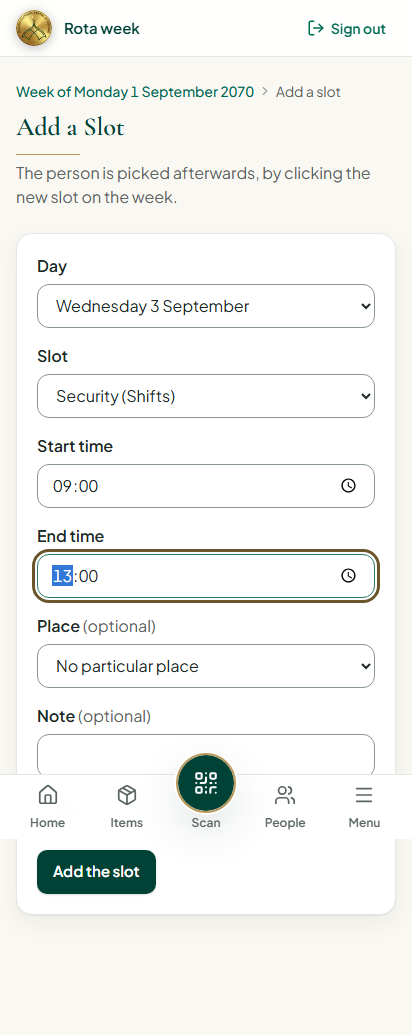 Rota week
Sign out
Week of Monday 1 September 2070 > Add a slot
Add a Slot
The person is picked afterwards, by clicking the
new slot on the week.
Day
Wednesday 3 September
Slot
Security (Shifts)
Start time
09:00
End time
13:00
Place (optional)
No particular place
Note (optional)
Home
Items
Scan
People
Menu
Add the slot